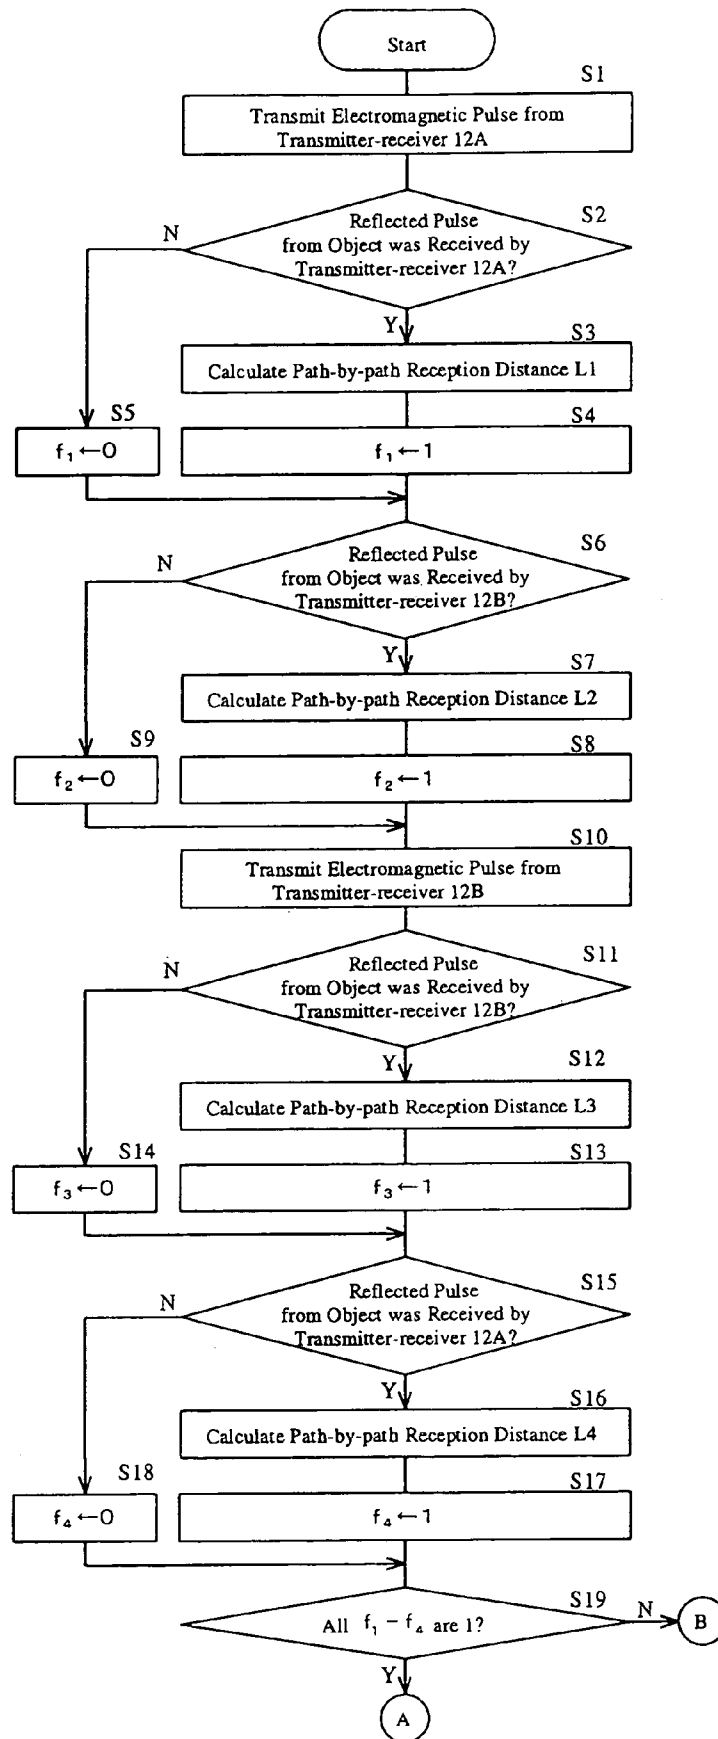 Start
S1
Transmit Electromagnetic Pulse from
Transmitter-receiver 12A
S2
N
Reflected Pulse
from Object was Received by
Transmitter-receiver 12A?
Y
S3
Calculate Path-by-path Reception Distance L1
S5
S4
f₁←0
f₁←1
S6
N
Reflected Pulse
from Object was Received by
Transmitter-receiver 12B?
Y
S7
Calculate Path-by-path Reception Distance L2
S9
S8
f₂←0
f₂←1
S10
Transmit Electromagnetic Pulse from
Transmitter-receiver 12B
S11
N
Reflected Pulse
from Object was Received by
Transmitter-receiver 12B?
Y
S12
Calculate Path-by-path Reception Distance L3
S14
S13
f₃←0
f₃←1
S15
N
Reflected Pulse
from Object was Received by
Transmitter-receiver 12A?
Y
S16
Calculate Path-by-path Reception Distance L4
S18
S17
f₄←0
f₄←1
S19
All f₁ – f₄ are 1?
N
B
Y
A